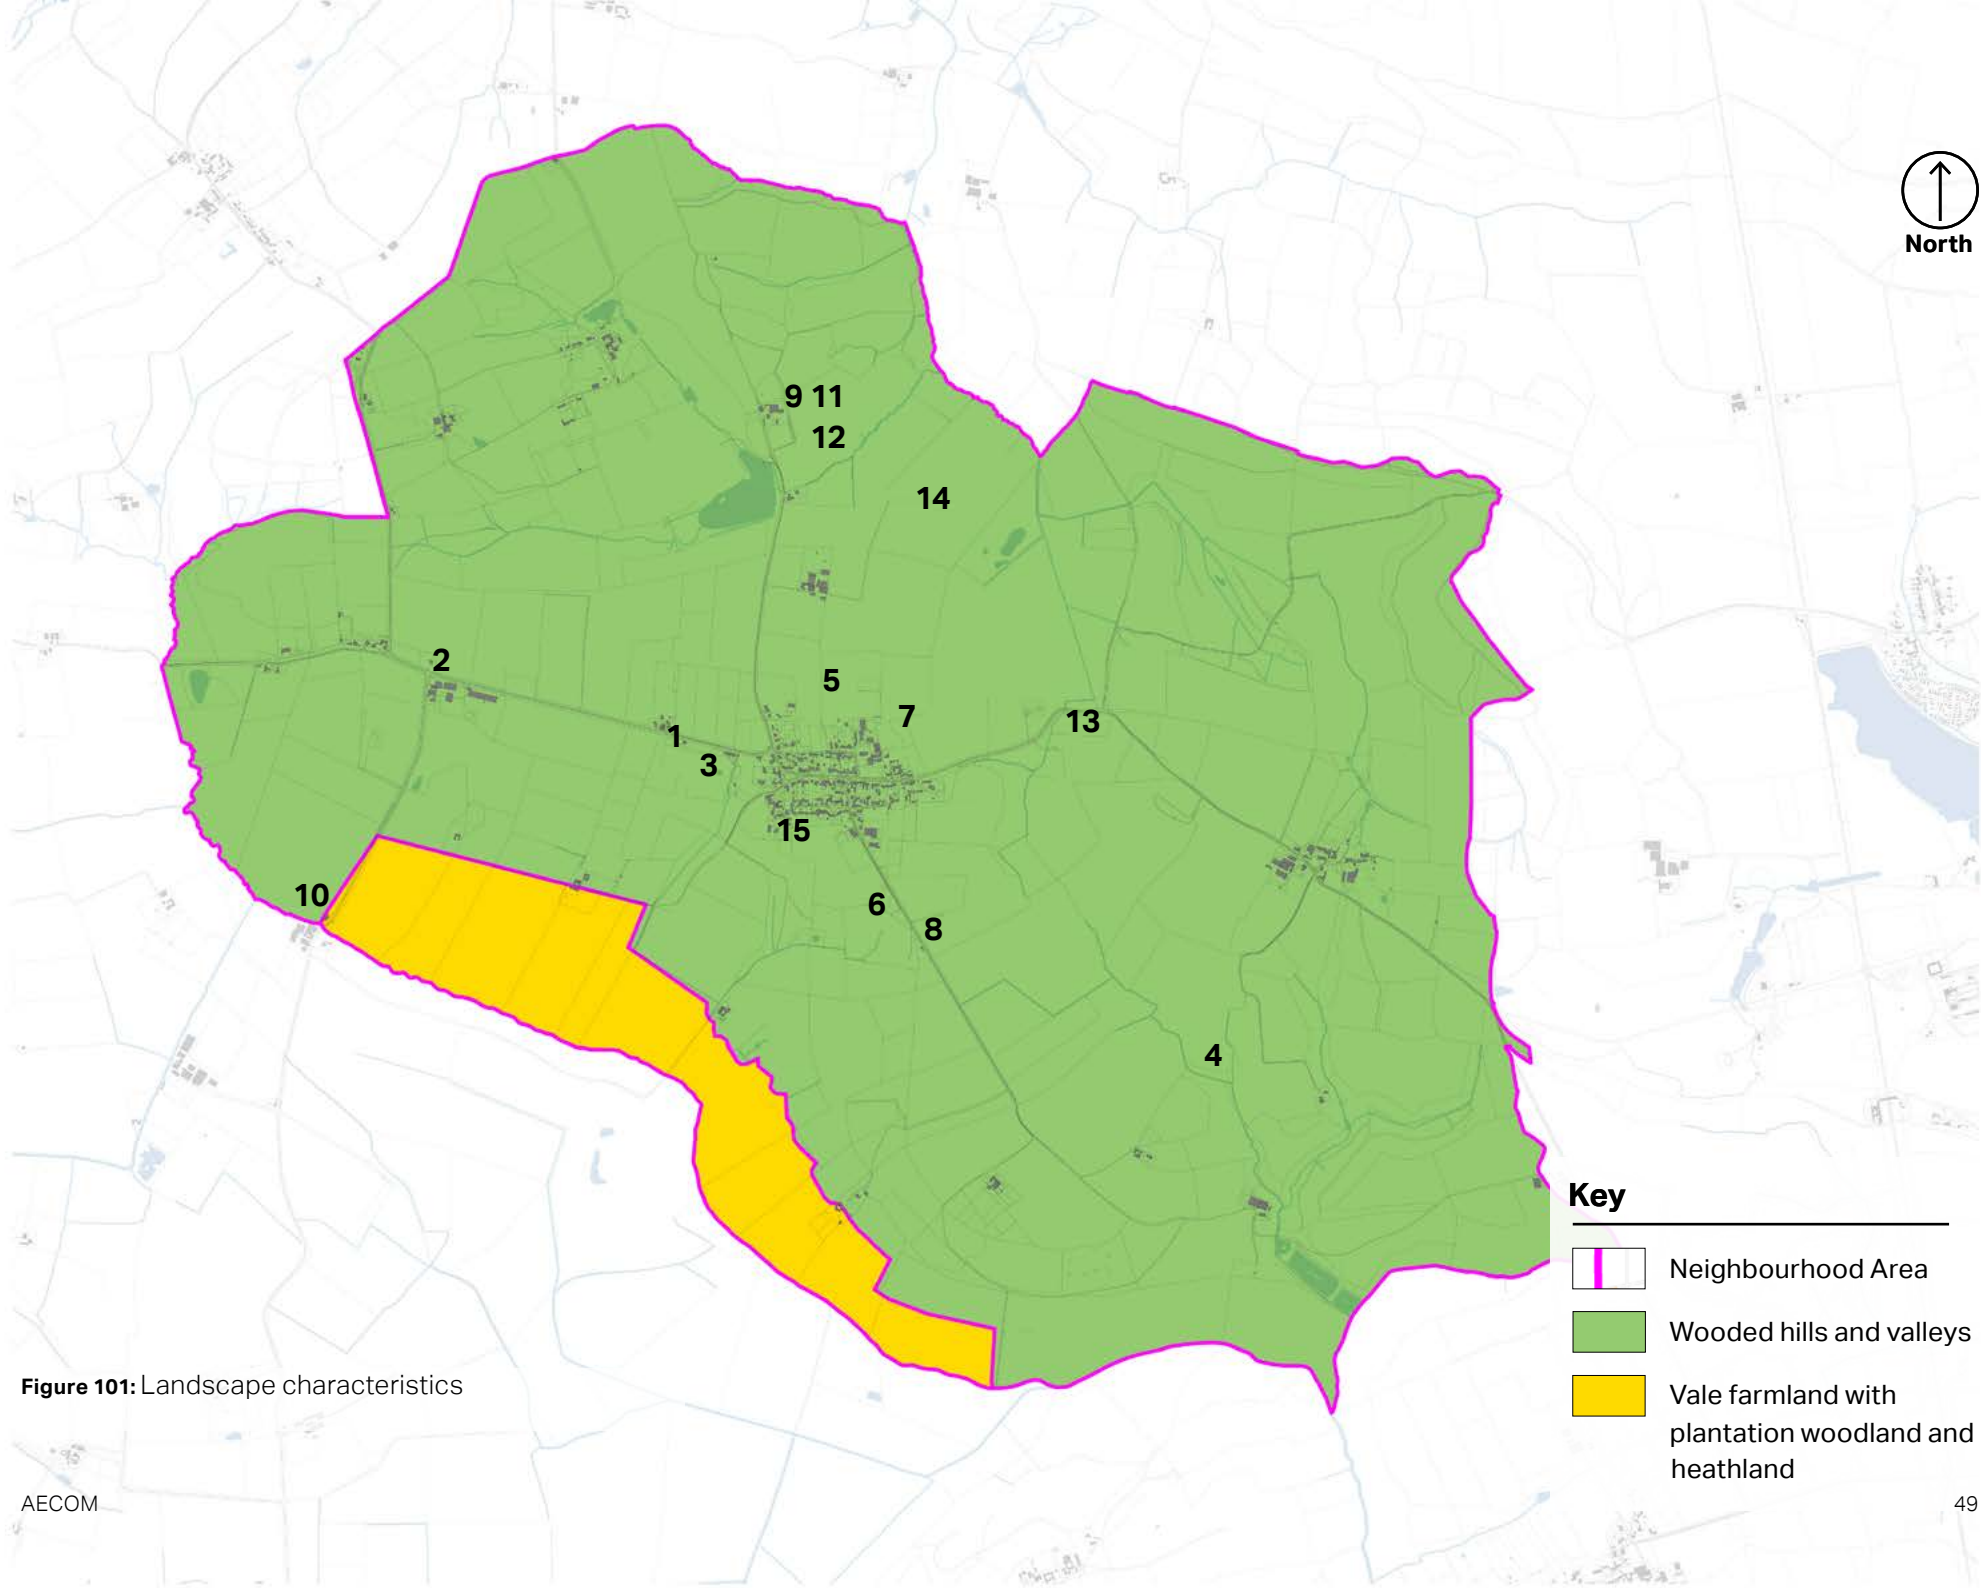 North
9 11
12
14
2
5
7
1
13
3
15
10
6
8
4
Key
Neighbourhood Area
Wooded hills and valleys
Vale farmland with
plantation woodland and
heathland
Figure 101: Landscape characteristics
AECOM
49